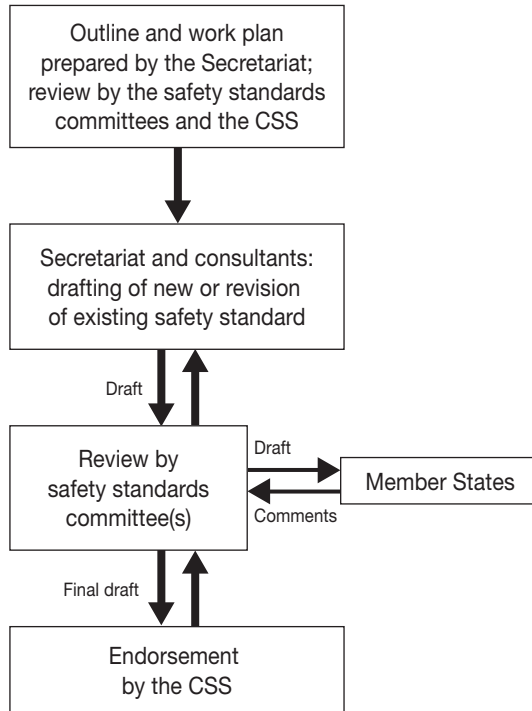 Outline and work plan
prepared by the Secretariat;
review by the safety standards
committees and the CSS
Secretariat and consultants:
drafting of new or revision
of existing safety standard
Draft
Review by
safety standards
committee(s)
Draft
Member States
Comments
Final draft
Endorsement
by the CSS